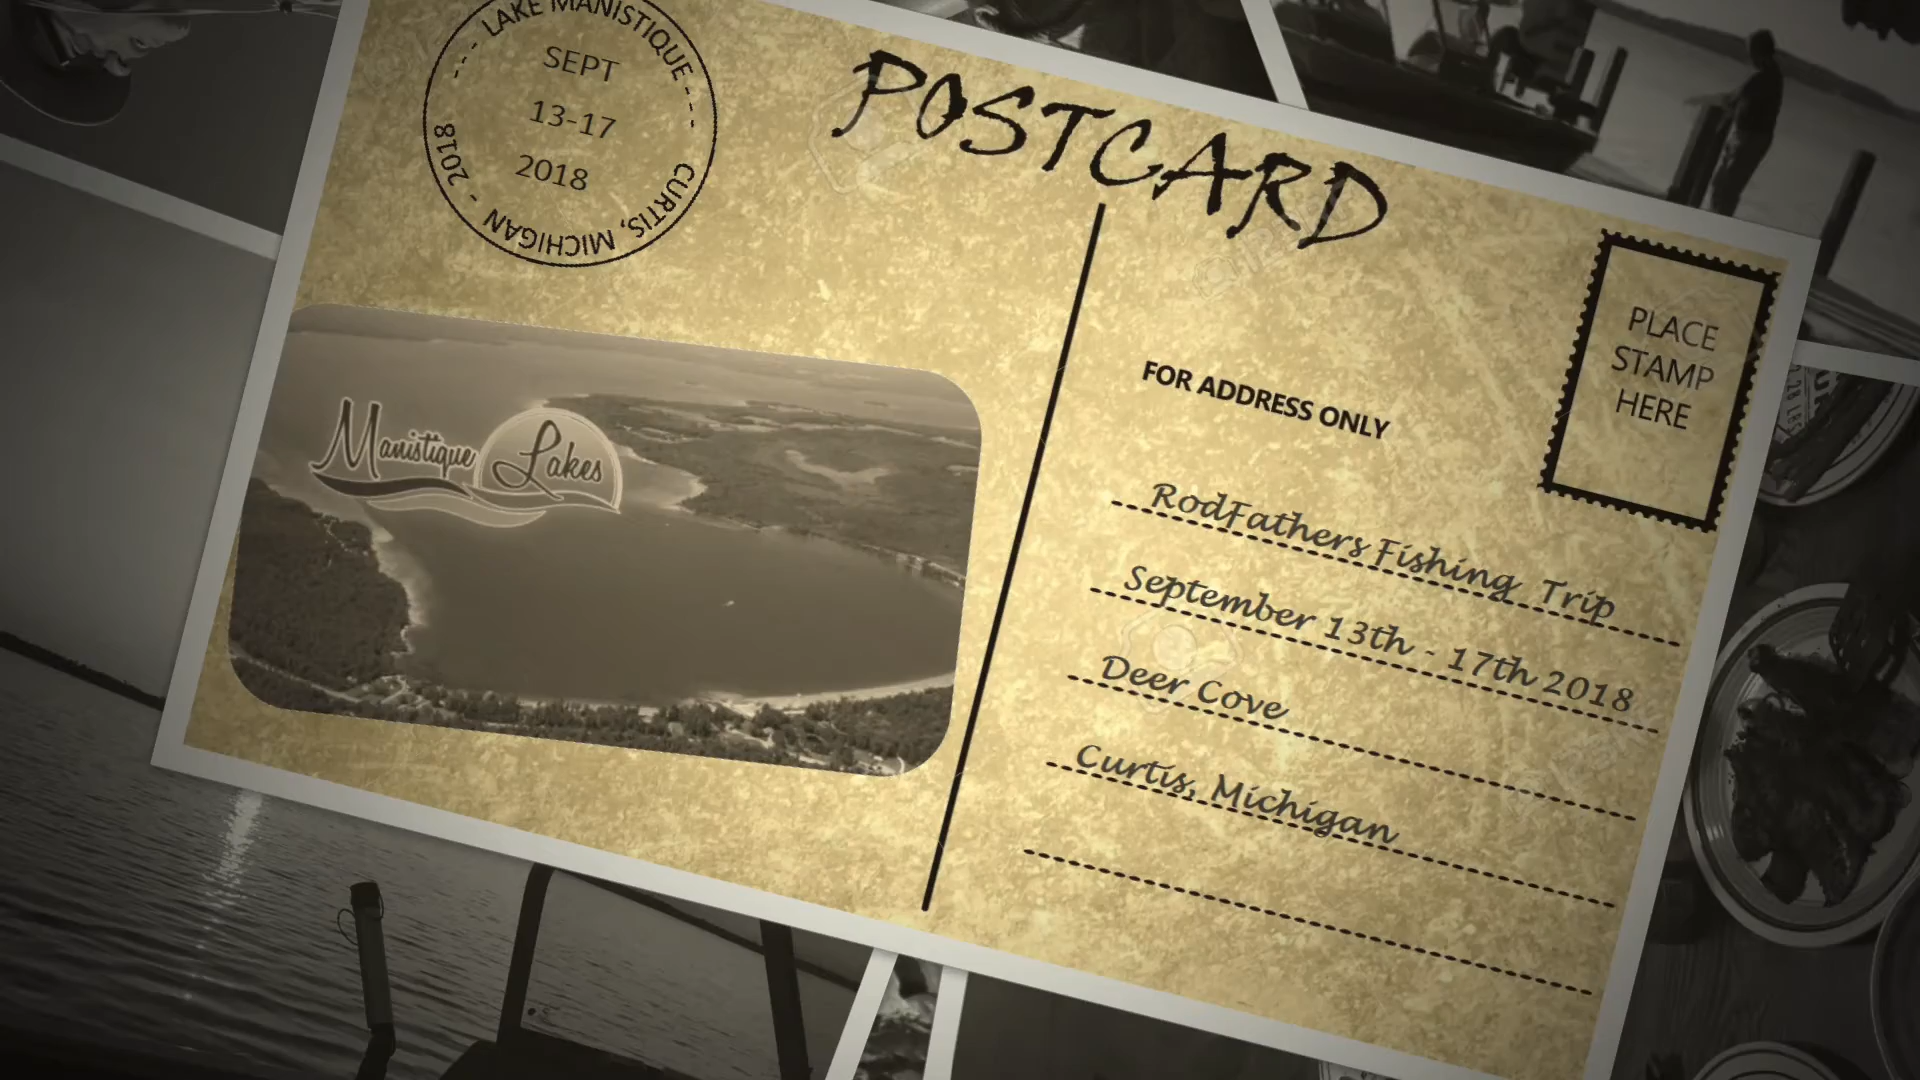 LAKE MANISTIQUE
SEPT
13-17
2018
CURTIS, MICHIGAN - 2018
POSTCARD
PLACE
STAMP
HERE
FOR ADDRESS ONLY
Manistique Lakes
RodFathers Fishing Trip
September 13th - 17th 2018
Deer Cove
Curtis, Michigan